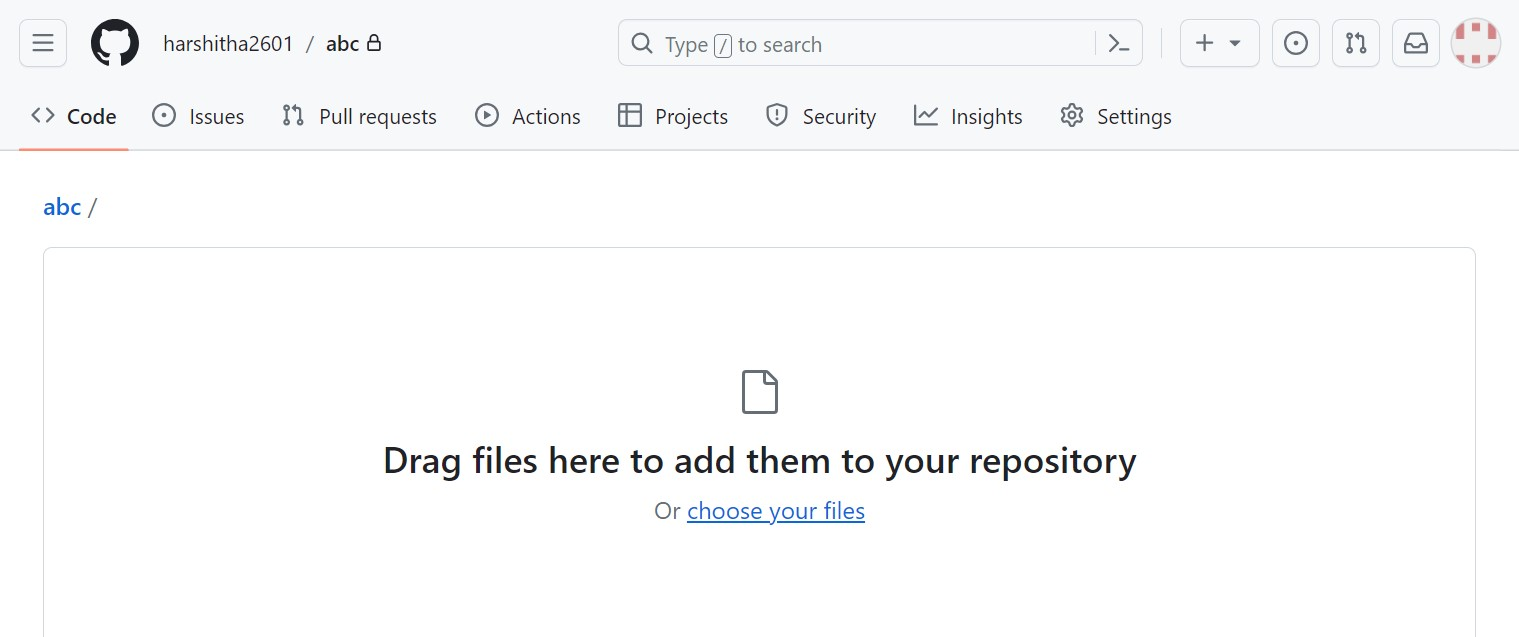 harshitha2601 / abc
Type / to search
Code Issues Pull requests Actions Projects Security Insights Settings
abc /
Drag files here to add them to your repository
Or choose your files